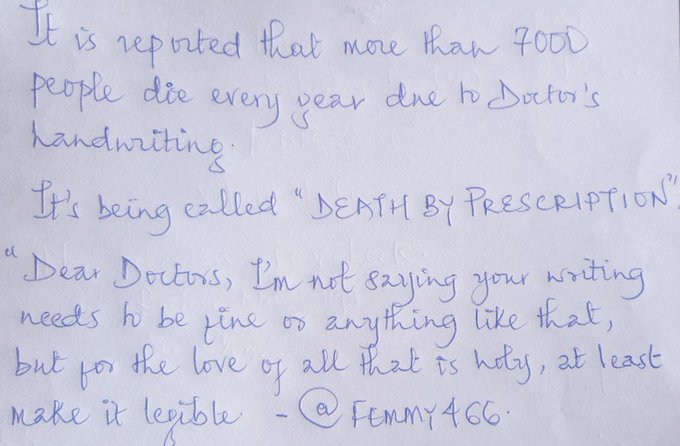 It is reported that more than 7000
people die every year due to Doctor's
handwriting.
It's being called "DEATH BY PRESCRIPTION".
"Dear Doctors, I'm not saying your writing
needs to be fine or anything like that,
but for the love of all that is holy, at least
make it legible. - @FEMMY466.